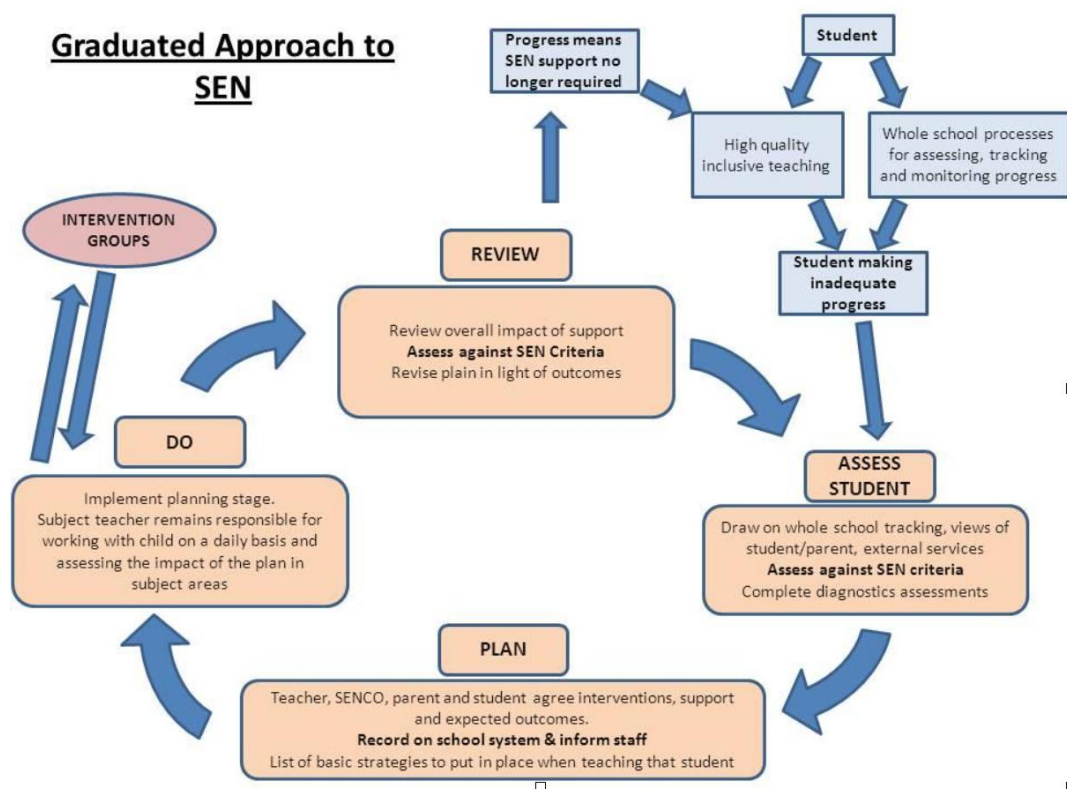 Graduated Approach to
SEN
Progress means
SEN support no
longer required
Student
High quality
inclusive teaching
Whole school processes
for assessing, tracking
and monitoring progress
Student making
inadequate
progress
INTERVENTION
GROUPS
REVIEW
Review overall impact of support
Assess against SEN Criteria
Revise plain in light of outcomes
DO
Implement planning stage.
Subject teacher remains responsible for
working with child on a daily basis and
assessing the impact of the plan in
subject areas
ASSESS
STUDENT
Draw on whole school tracking, views of
student/parent, external services
Assess against SEN criteria
Complete diagnostics assessments
PLAN
Teacher, SENCO, parent and student agree interventions, support
and expected outcomes.
Record on school system & inform staff
List of basic strategies to put in place when teaching that student